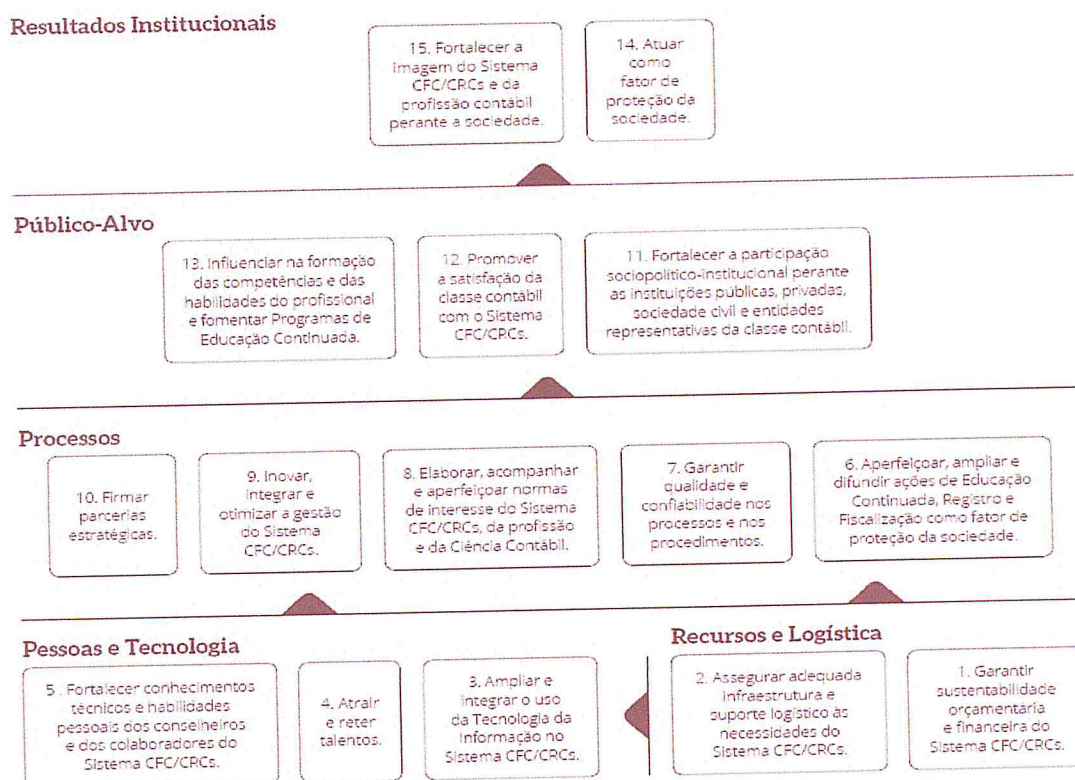 Resultados Institucionais
15. Fortalecer a
imagem do Sistema
CFC/CRCs e da
profissão contábil
perante a sociedade.
14. Atuar
como
fator de
proteção da
sociedade.
Público-Alvo
13. Influenciar na formação
das competências e das
habilidades do profissional
e fomentar Programas de
Educação Continuada.
12. Promover
a satisfação da
classe contábil
com o Sistema
CFC/CRCs.
11. Fortalecer a participação
sociopolítico-institucional perante
as instituições públicas, privadas,
sociedade civil e entidades
representativas da classe contábil.
Processos
10. Firmar
parcerias
estratégicas.
9. Inovar,
integrar e
otimizar a gestão
do Sistema
CFC/CRCs.
8. Elaborar, acompanhar
e aperfeiçoar normas
de interesse do Sistema
CFC/CRCs, da profissão
e da Ciência Contábil.
7. Garantir
qualidade e
confiabilidade nos
processos e nos
procedimentos.
6. Aperfeiçoar, ampliar e
difundir ações de Educação
Continuada, Registro e
Fiscalização como fator de
proteção da sociedade.
Pessoas e Tecnologia
5. Fortalecer conhecimentos
técnicos e habilidades
pessoais dos conselheiros
e dos colaboradores do
Sistema CFC/CRCs.
4. Atrair
e reter
talentos.
3. Ampliar e
integrar o uso
da Tecnologia da
Informação no
Sistema CFC/CRCs.
Recursos e Logística
2. Assegurar adequada
infraestrutura e
suporte logístico às
necessidades do
Sistema CFC/CRCs.
1. Garantir
sustentabilidade
orçamentária
e financeira do
Sistema CFC/CRCs.